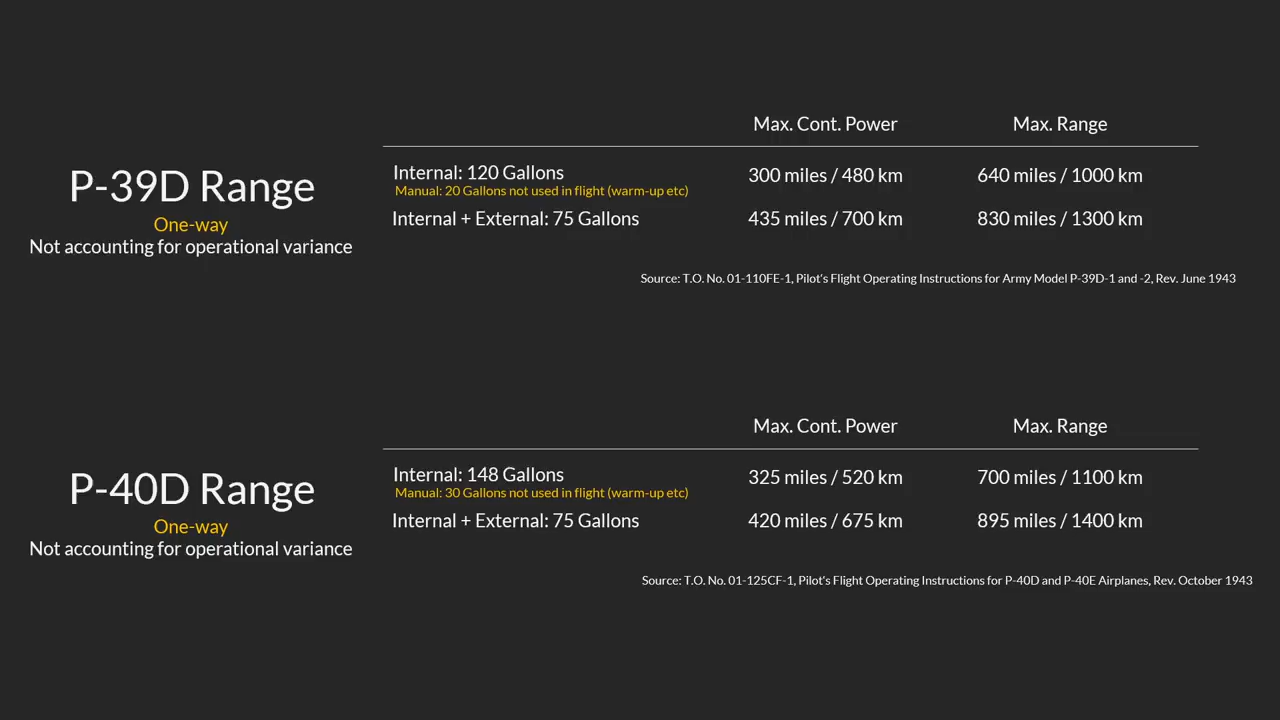 P-39D Range
One-way
Not accounting for operational variance
Max. Cont. Power Max. Range
Internal: 120 Gallons 300 miles / 480 km 640 miles / 1000 km
Manual: 20 Gallons not used in flight (warm-up etc)
Internal + External: 75 Gallons 435 miles / 700 km 830 miles / 1300 km
Source: T.O. No. 01-110FE-1, Pilot's Flight Operating Instructions for Army Model P-39D-1 and -2, Rev. June 1943
P-40D Range
One-way
Not accounting for operational variance
Max. Cont. Power Max. Range
Internal: 148 Gallons 325 miles / 520 km 700 miles / 1100 km
Manual: 30 Gallons not used in flight (warm-up etc)
Internal + External: 75 Gallons 420 miles / 675 km 895 miles / 1400 km
Source: T.O. No. 01-125CF-1, Pilot's Flight Operating Instructions for P-40D and P-40E Airplanes, Rev. October 1943